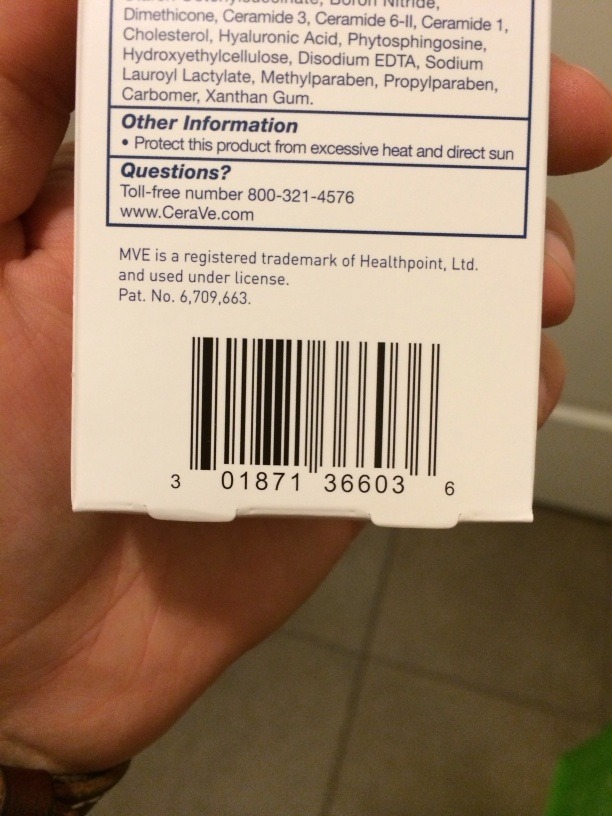 Boron Nitride,
Dimethicone, Ceramide 3, Ceramide 6-II, Ceramide 1,
Cholesterol, Hyaluronic Acid, Phytosphingosine,
Hydroxyethylcellulose, Disodium EDTA, Sodium
Lauroyl Lactylate, Methylparaben, Propylparaben,
Carbomer, Xanthan Gum.
Other Information
• Protect this product from excessive heat and direct sun
Questions?
Toll-free number 800-321-4576
www.CeraVe.com
MVE is a registered trademark of Healthpoint, Ltd.
and used under license.
Pat. No. 6,709,663.
3 01871 36603 6